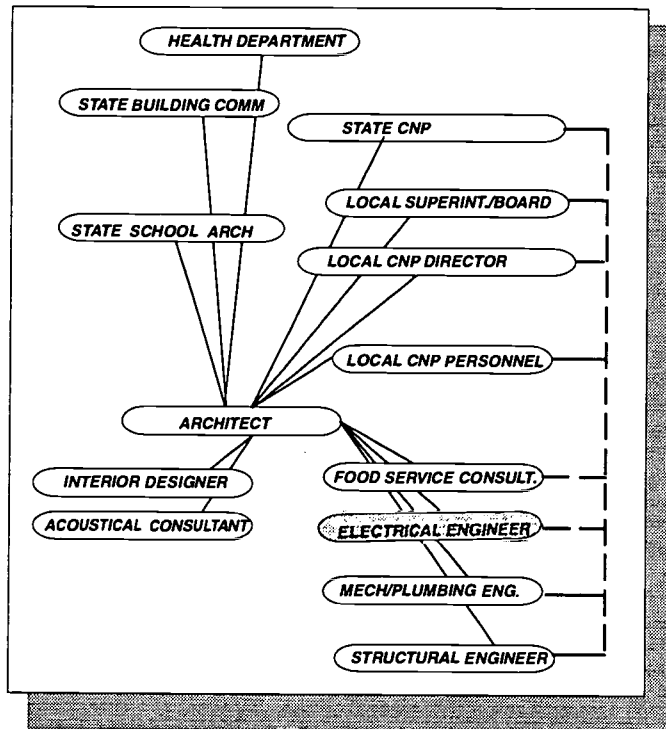 HEALTH DEPARTMENT
STATE BUILDING COMM
STATE CNP
LOCAL SUPERINT./BOARD
STATE SCHOOL ARCH
LOCAL CNP DIRECTOR
LOCAL CNP PERSONNEL
ARCHITECT
INTERIOR DESIGNER
FOOD SERVICE CONSULT.
ACOUSTICAL CONSULTANT
ELECTRICAL ENGINEER
MECH/PLUMBING ENG.
STRUCTURAL ENGINEER